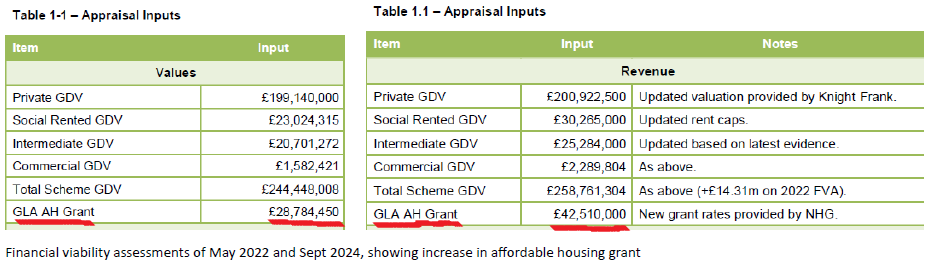 Table 1-1 – Appraisal Inputs
Item Input
Values
Private GDV £199,140,000
Social Rented GDV £23,024,315
Intermediate GDV £20,701,272
Commercial GDV £1,582,421
Total Scheme GDV £244,448,008
GLA AH Grant £28,784,450
Table 1.1 – Appraisal Inputs
Item Input Notes
Revenue
Private GDV £200,922,500 Updated valuation provided by Knight Frank.
Social Rented GDV £30,265,000 Updated rent caps.
Intermediate GDV £25,284,000 Updated based on latest evidence.
Commercial GDV £2,289,804 As above.
Total Scheme GDV £258,761,304 As above (+£14.31m on 2022 FVA).
GLA AH Grant £42,510,000 New grant rates provided by NHG.
Financial viability assessments of May 2022 and Sept 2024, showing increase in affordable housing grant